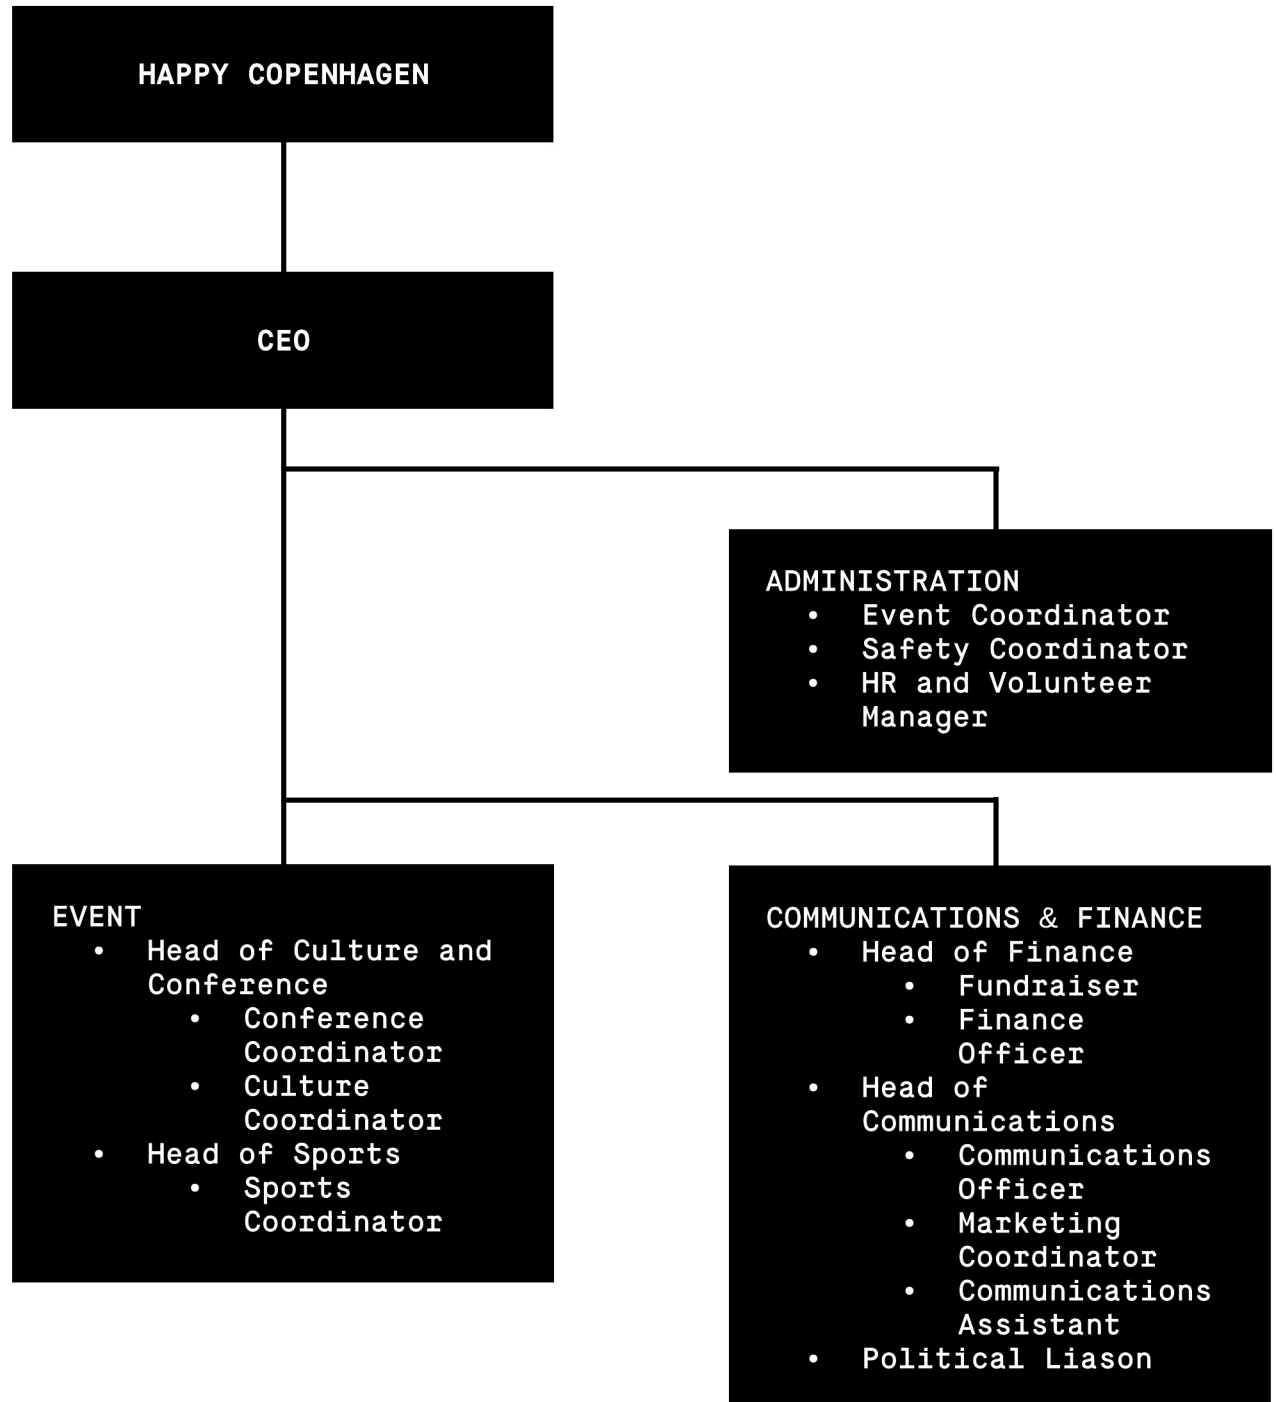 HAPPY COPENHAGEN
CEO
ADMINISTRATION
• Event Coordinator
• Safety Coordinator
• HR and Volunteer
Manager
EVENT
• Head of Culture and
Conference
• Conference
Coordinator
• Culture
Coordinator
• Head of Sports
• Sports
Coordinator
COMMUNICATIONS & FINANCE
• Head of Finance
• Fundraiser
• Finance
Officer
• Head of
Communications
• Communications
Officer
• Marketing
Coordinator
• Communications
Assistant
• Political Liason